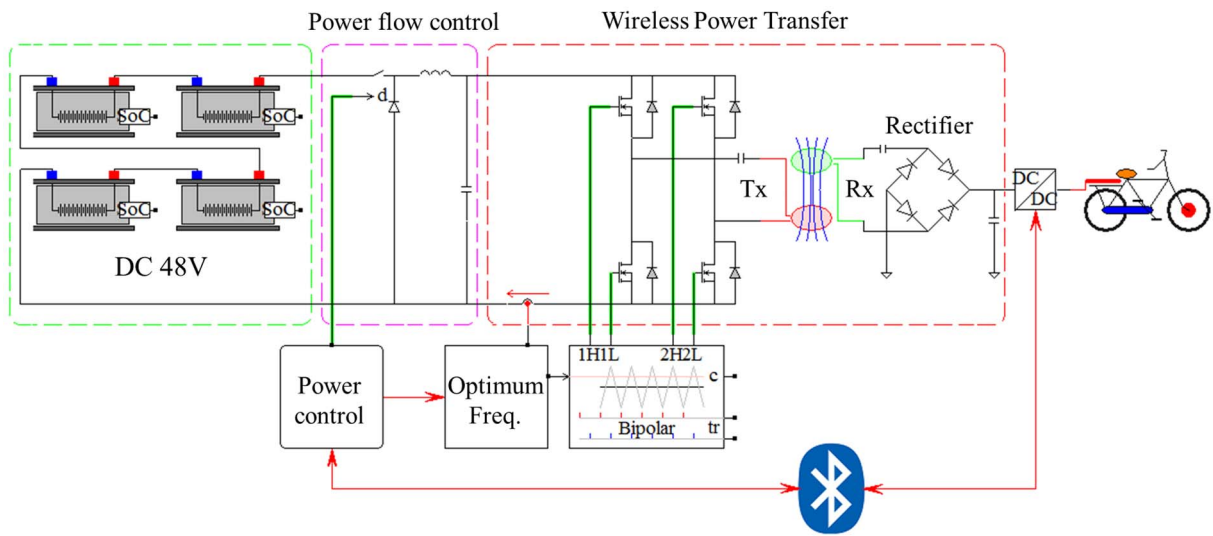 Power flow control
Wireless Power Transfer
SoC
SoC
d
Rectifier
Tx
Rx
DC
DC
SoC
SoC
DC 48V
1H1L
2H2L
Power
control
Optimum
Freq.
c
Bipolar
tr